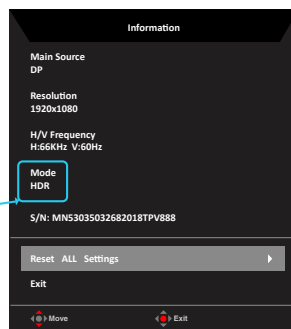 Information
Main Source
DP
Resolution
1920x1080
H/V Frequency
H:66KHz V:60Hz
Mode
HDR
S/N: MN53035032682018TPV888
Reset ALL Settings
Exit
Move Exit